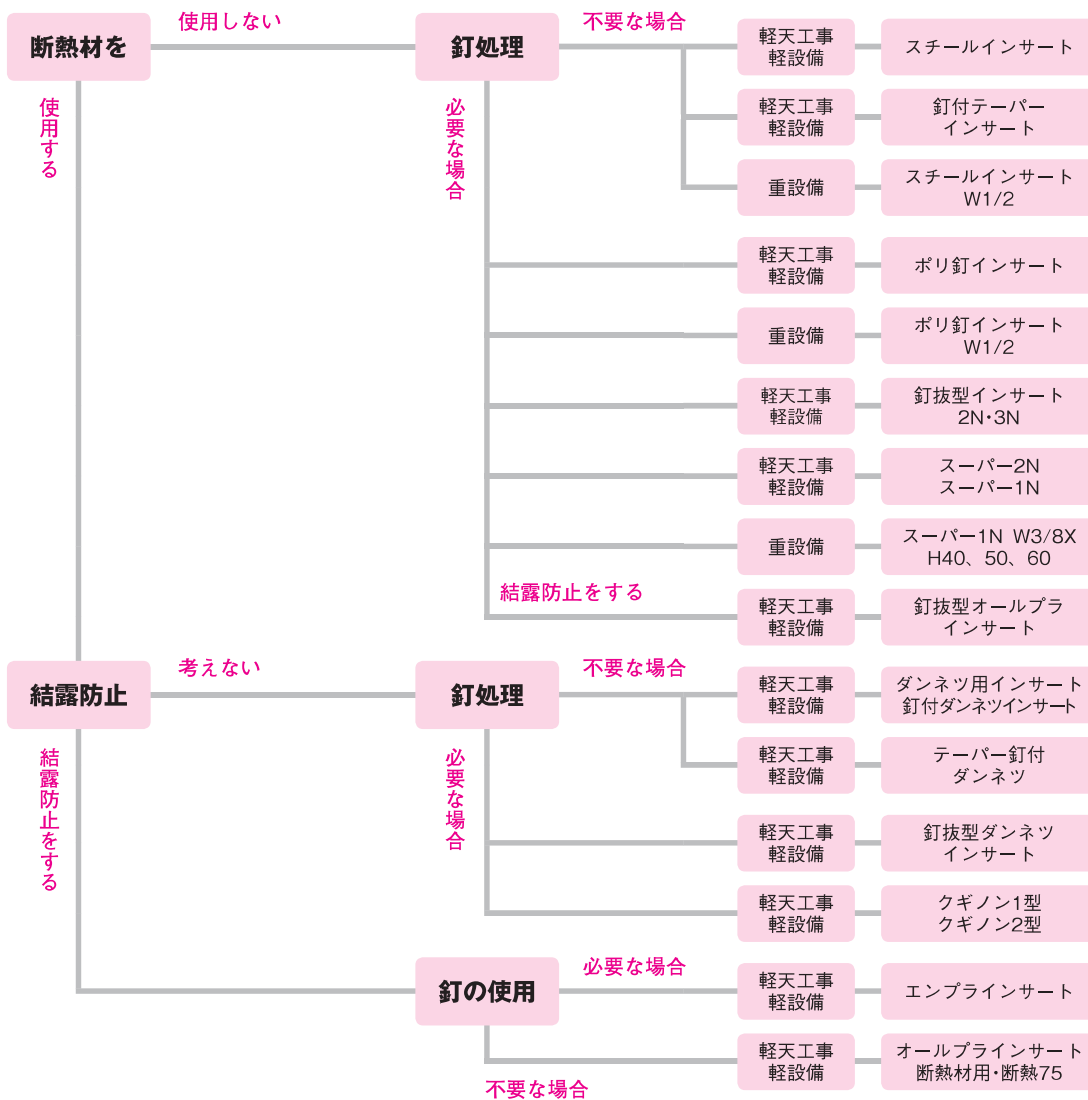 断熱材を
使用しない
釘処理
不要な場合
軽天工事
軽設備
スチールインサート
使用する
必要な場合
軽天工事
軽設備
釘付テーパー
インサート
重設備
スチールインサート
W1/2
軽天工事
軽設備
ポリ釘インサート
重設備
ポリ釘インサート
W1/2
軽天工事
軽設備
釘抜型インサート
2N・3N
軽天工事
軽設備
スーパー2N
スーパー1N
重設備
スーパー1N W3/8X
H40、50、60
結露防止をする
軽天工事
軽設備
釘抜型オールプラ
インサート
結露防止
考えない
釘処理
不要な場合
軽天工事
軽設備
ダンネツ用インサート
釘付ダンネツインサート
結露防止をする
必要な場合
軽天工事
軽設備
テーパー釘付
ダンネツ
軽天工事
軽設備
釘抜型ダンネツ
インサート
軽天工事
軽設備
クギノン1型
クギノン2型
釘の使用
必要な場合
軽天工事
軽設備
エンプラインサート
不要な場合
軽天工事
軽設備
オールプラインサート
断熱材用・断熱75